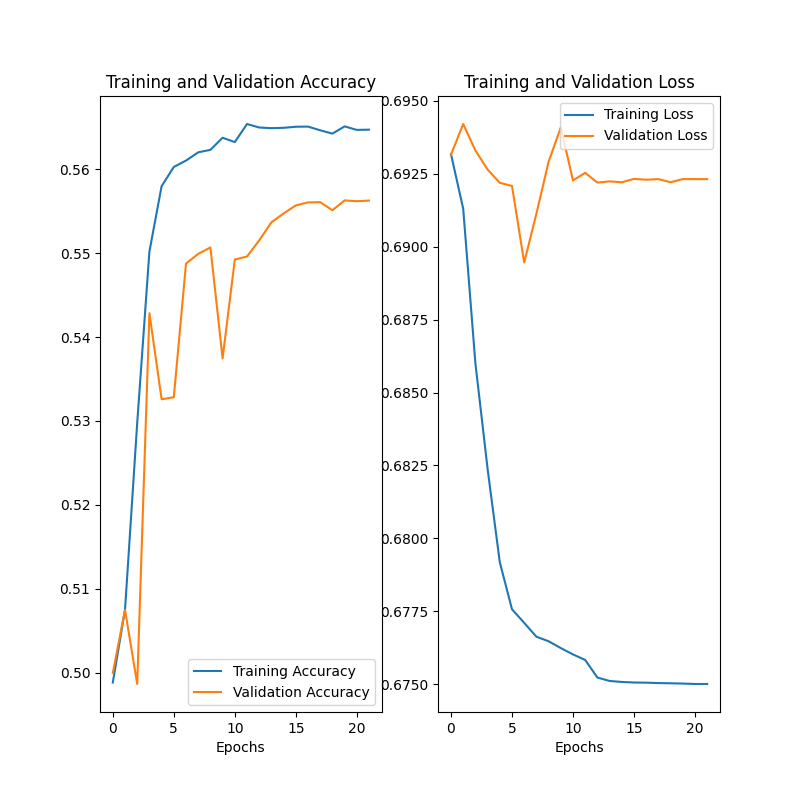 Training and Validation Accuracy
0.56
0.55
0.54
0.53
0.52
0.51
0.50
Training Accuracy
Validation Accuracy
0 5 10 15 20
Epochs
Training and Validation Loss
0.6950
0.6925
0.6900
0.6875
0.6850
0.6825
0.6800
0.6775
0.6750
Training Loss
Validation Loss
0 5 10 15 20
Epochs